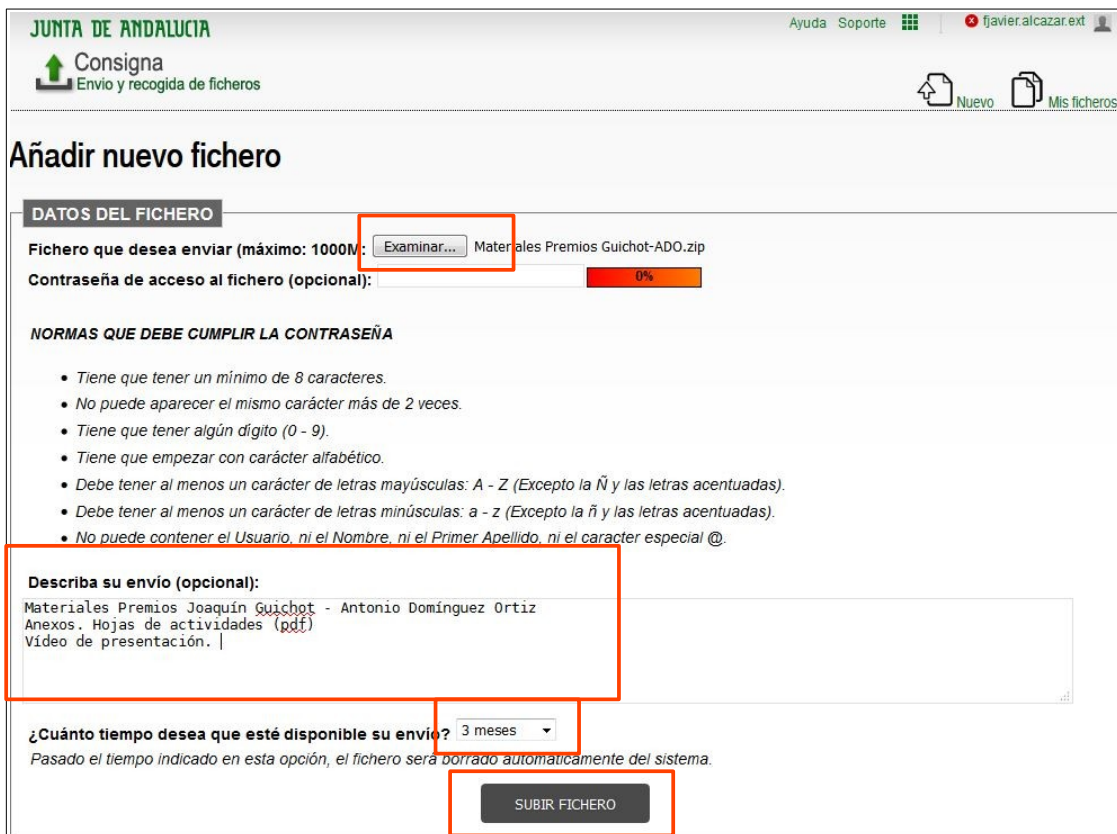 JUNTA DE ANDALUCIA
Ayuda Soporte fjavier.alcazar.ext
Consigna
Envio y recogida de ficheros
Nuevo Mis ficheros
Añadir nuevo fichero
DATOS DEL FICHERO
Fichero que desea enviar (máximo: 1000M: Examinar... Materiales Premios Guichot-ADO.zip
Contraseña de acceso al fichero (opcional): 0%
NORMAS QUE DEBE CUMPLIR LA CONTRASEÑA
• Tiene que tener un mínimo de 8 caracteres.
• No puede aparecer el mismo carácter más de 2 veces.
• Tiene que tener algún dígito (0 - 9).
• Tiene que empezar con carácter alfabético.
• Debe tener al menos un carácter de letras mayúsculas: A - Z (Excepto la Ñ y las letras acentuadas).
• Debe tener al menos un carácter de letras minúsculas: a - z (Excepto la ñ y las letras acentuadas).
• No puede contener el Usuario, ni el Nombre, ni el Primer Apellido, ni el caracter especial @.
Describa su envío (opcional):
Materiales Premios Joaquín Guichot - Antonio Domínguez Ortiz
Anexos. Hojas de actividades (pdf)
Vídeo de presentación.
¿Cuánto tiempo desea que esté disponible su envío? 3 meses
Pasado el tiempo indicado en esta opción, el fichero será borrado automáticamente del sistema.
SUBIR FICHERO